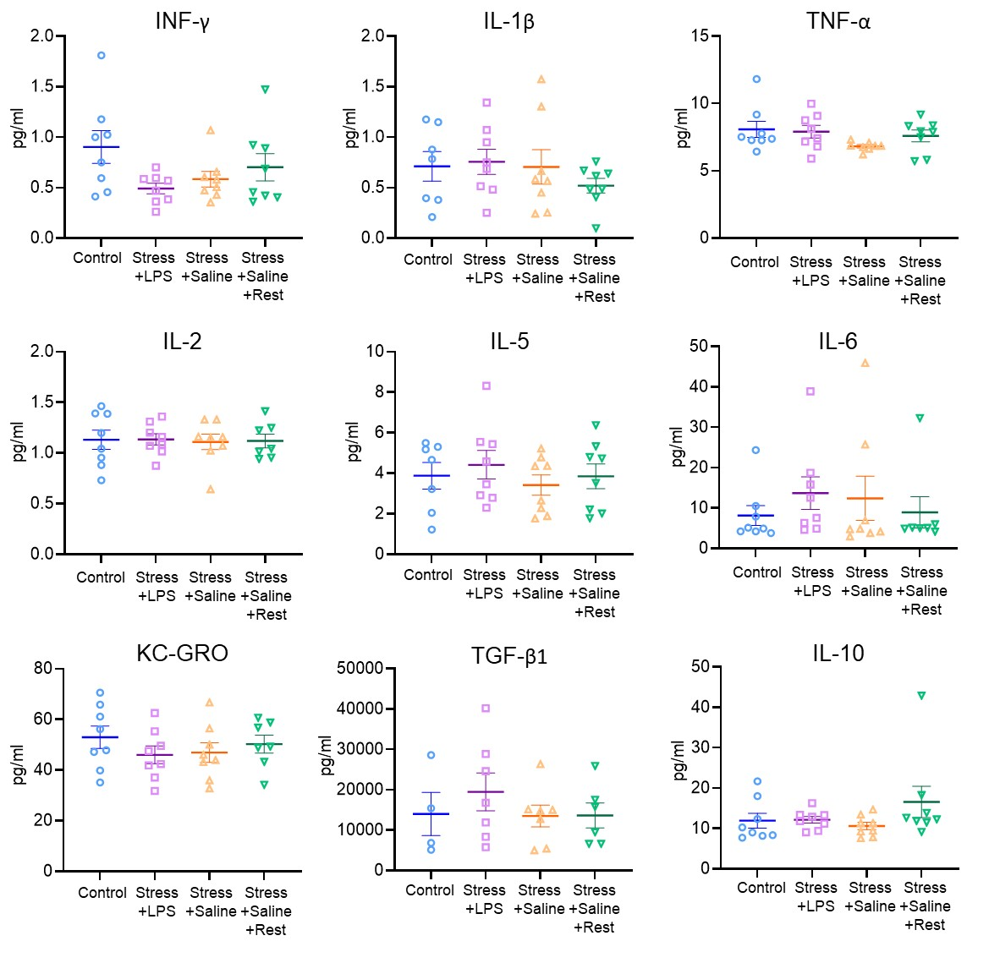 INF-γ
2.0
1.5
1.0
0.5
0.0
pg/ml
Control
Stress
+LPS
Stress
+Saline
Stress
+Saline
+Rest
IL-1β
2.0
1.5
1.0
0.5
0.0
pg/ml
Control
Stress
+LPS
Stress
+Saline
Stress
+Saline
+Rest
TNF-α
15
10
5
0
pg/ml
Control
Stress
+LPS
Stress
+Saline
Stress
+Saline
+Rest
IL-2
2.0
1.5
1.0
0.5
0.0
pg/ml
Control
Stress
+LPS
Stress
+Saline
Stress
+Saline
+Rest
IL-5
10
8
6
4
2
0
pg/ml
Control
Stress
+LPS
Stress
+Saline
Stress
+Saline
+Rest
IL-6
50
40
30
20
10
0
pg/ml
Control
Stress
+LPS
Stress
+Saline
Stress
+Saline
+Rest
KC-GRO
80
60
40
20
0
pg/ml
Control
Stress
+LPS
Stress
+Saline
Stress
+Saline
+Rest
TGF-β1
50000
40000
30000
20000
10000
0
pg/ml
Control
Stress
+LPS
Stress
+Saline
Stress
+Saline
+Rest
IL-10
50
40
30
20
10
0
pg/ml
Control
Stress
+LPS
Stress
+Saline
Stress
+Saline
+Rest